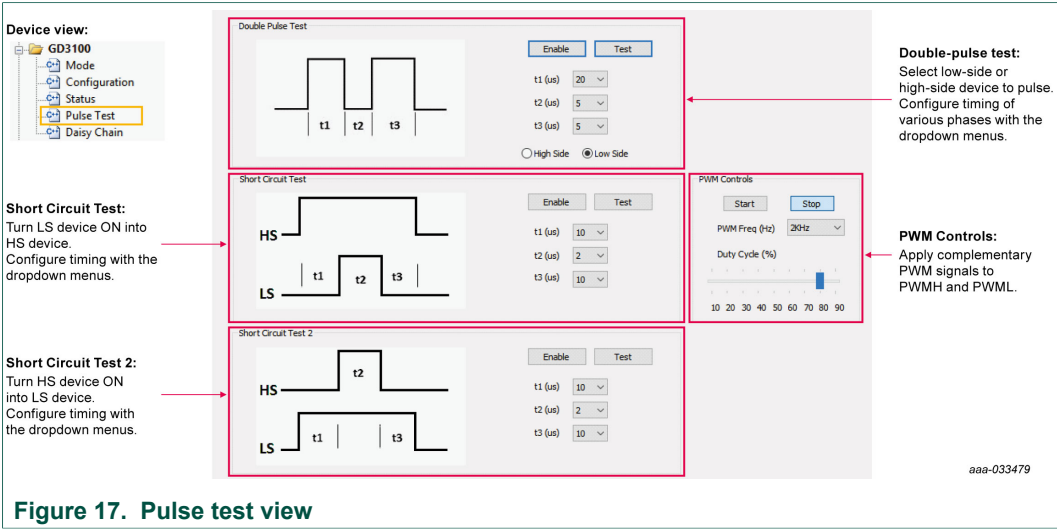 Device view:
GD3100
Mode
Configuration
Status
Pulse Test
Daisy Chain
Double Pulse Test
t1 t2 t3
Enable Test
t1 (us) 20
t2 (us) 5
t3 (us) 5
High Side Low Side
Double-pulse test:
Select low-side or
high-side device to pulse.
Configure timing of
various phases with the
dropdown menus.
Short Circuit Test:
Turn LS device ON into
HS device.
Configure timing with the
dropdown menus.
Short Circuit Test
HS
t1 t2 t3
LS
Enable Test
t1 (us) 10
t2 (us) 2
t3 (us) 10
PWM Controls
Start Stop
PWM Freq (Hz) 2KHz
Duty Cycle (%)
10 20 30 40 50 60 70 80 90
PWM Controls:
Apply complementary
PWM signals to
PWMH and PWML.
Short Circuit Test 2:
Turn HS device ON
into LS device.
Configure timing with
the dropdown menus.
Short Circuit Test 2
t2
HS
t1 t3
LS
Enable Test
t1 (us) 10
t2 (us) 2
t3 (us) 10
aaa-033479
Figure 17. Pulse test view